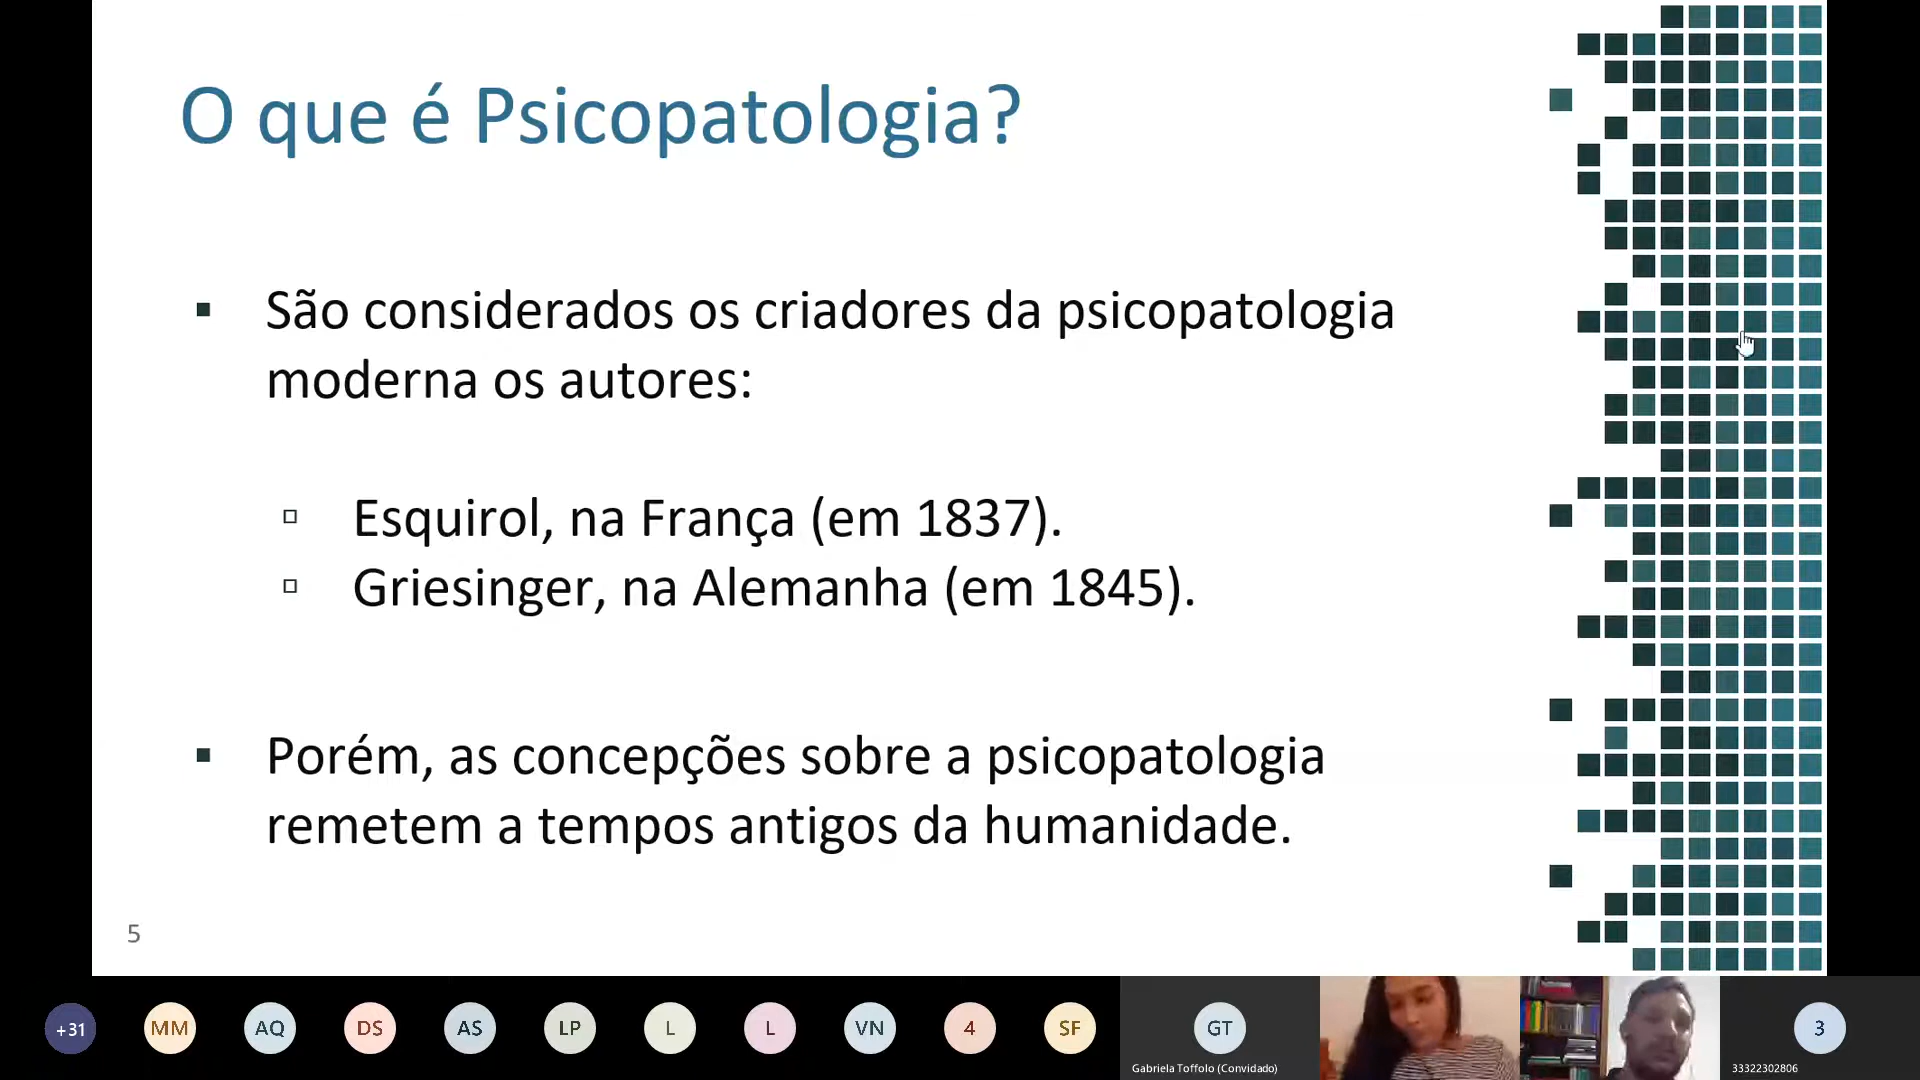 O que é Psicopatologia?
▪ São considerados os criadores da psicopatologia
moderna os autores:
▫ Esquirol, na França (em 1837).
▫ Griesinger, na Alemanha (em 1845).
▪ Porém, as concepções sobre a psicopatologia
remetem a tempos antigos da humanidade.
5
+31 MM AQ DS AS LP L L VN 4 SF GT 3
Gabriela Toffolo (Convidado) 33322302806